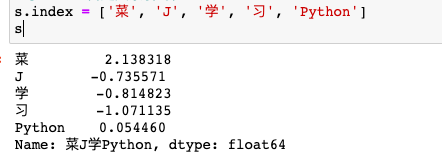 s.index = ['菜', 'J', '学', '习', 'Python']
s
菜 2.138318
J -0.735571
学 -0.814823
习 -1.071135
Python 0.054460
Name: 菜J学Python, dtype: float64